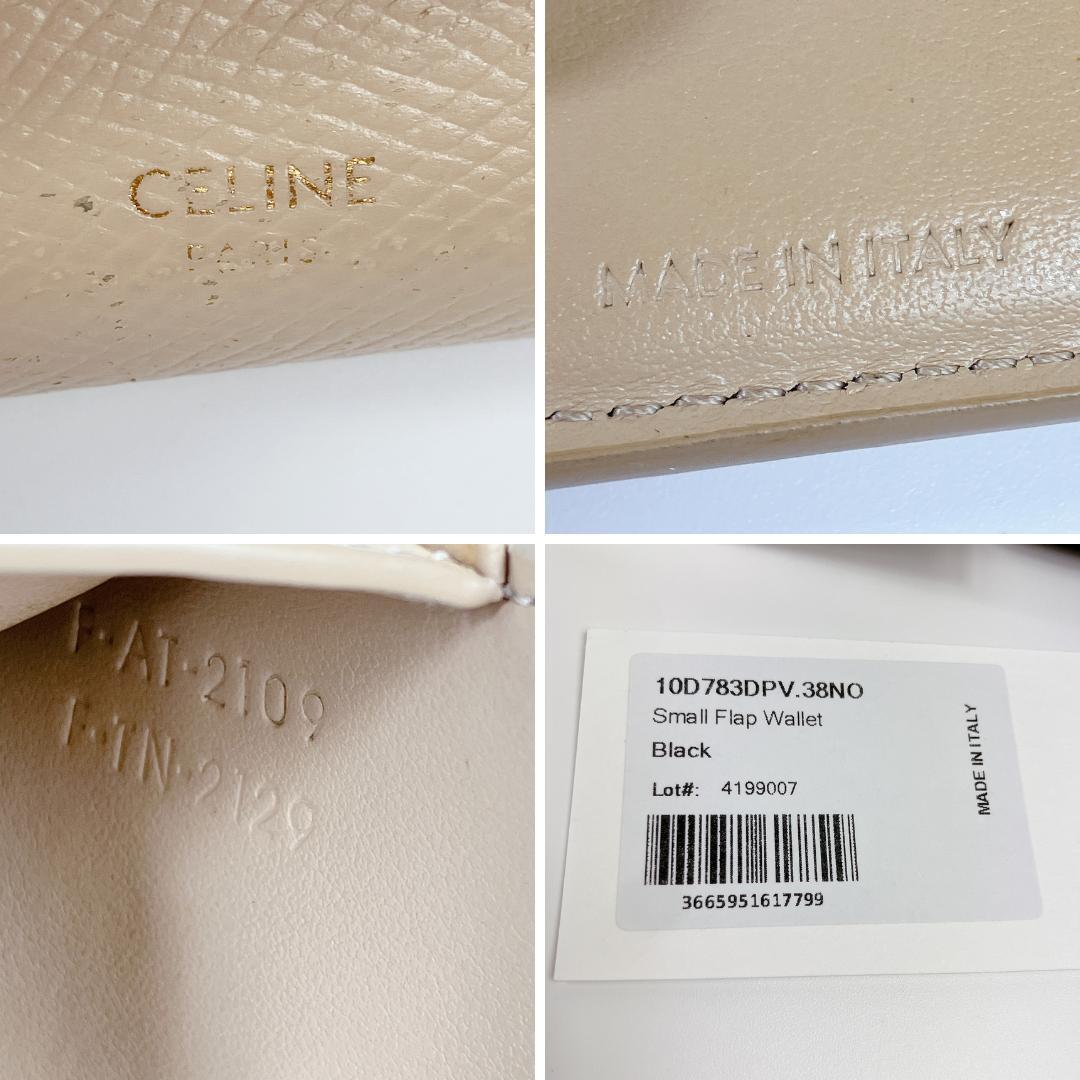 CELINE
PARIS
MADE IN ITALY
F·AT·2109
F·TN·2129
10D783DPV.38NO
Small Flap Wallet
Black
Lot#: 4199007
3665951617799
MADE IN ITALY